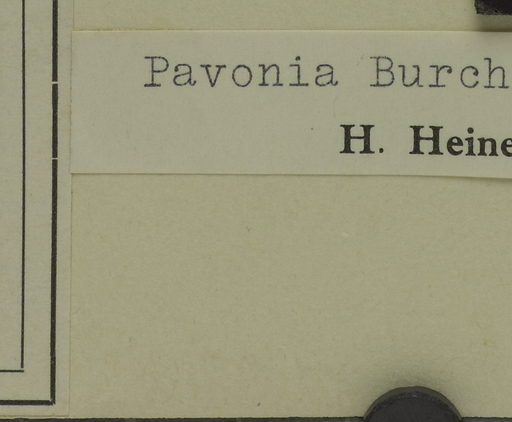 Pavonia Burch
H. Heine